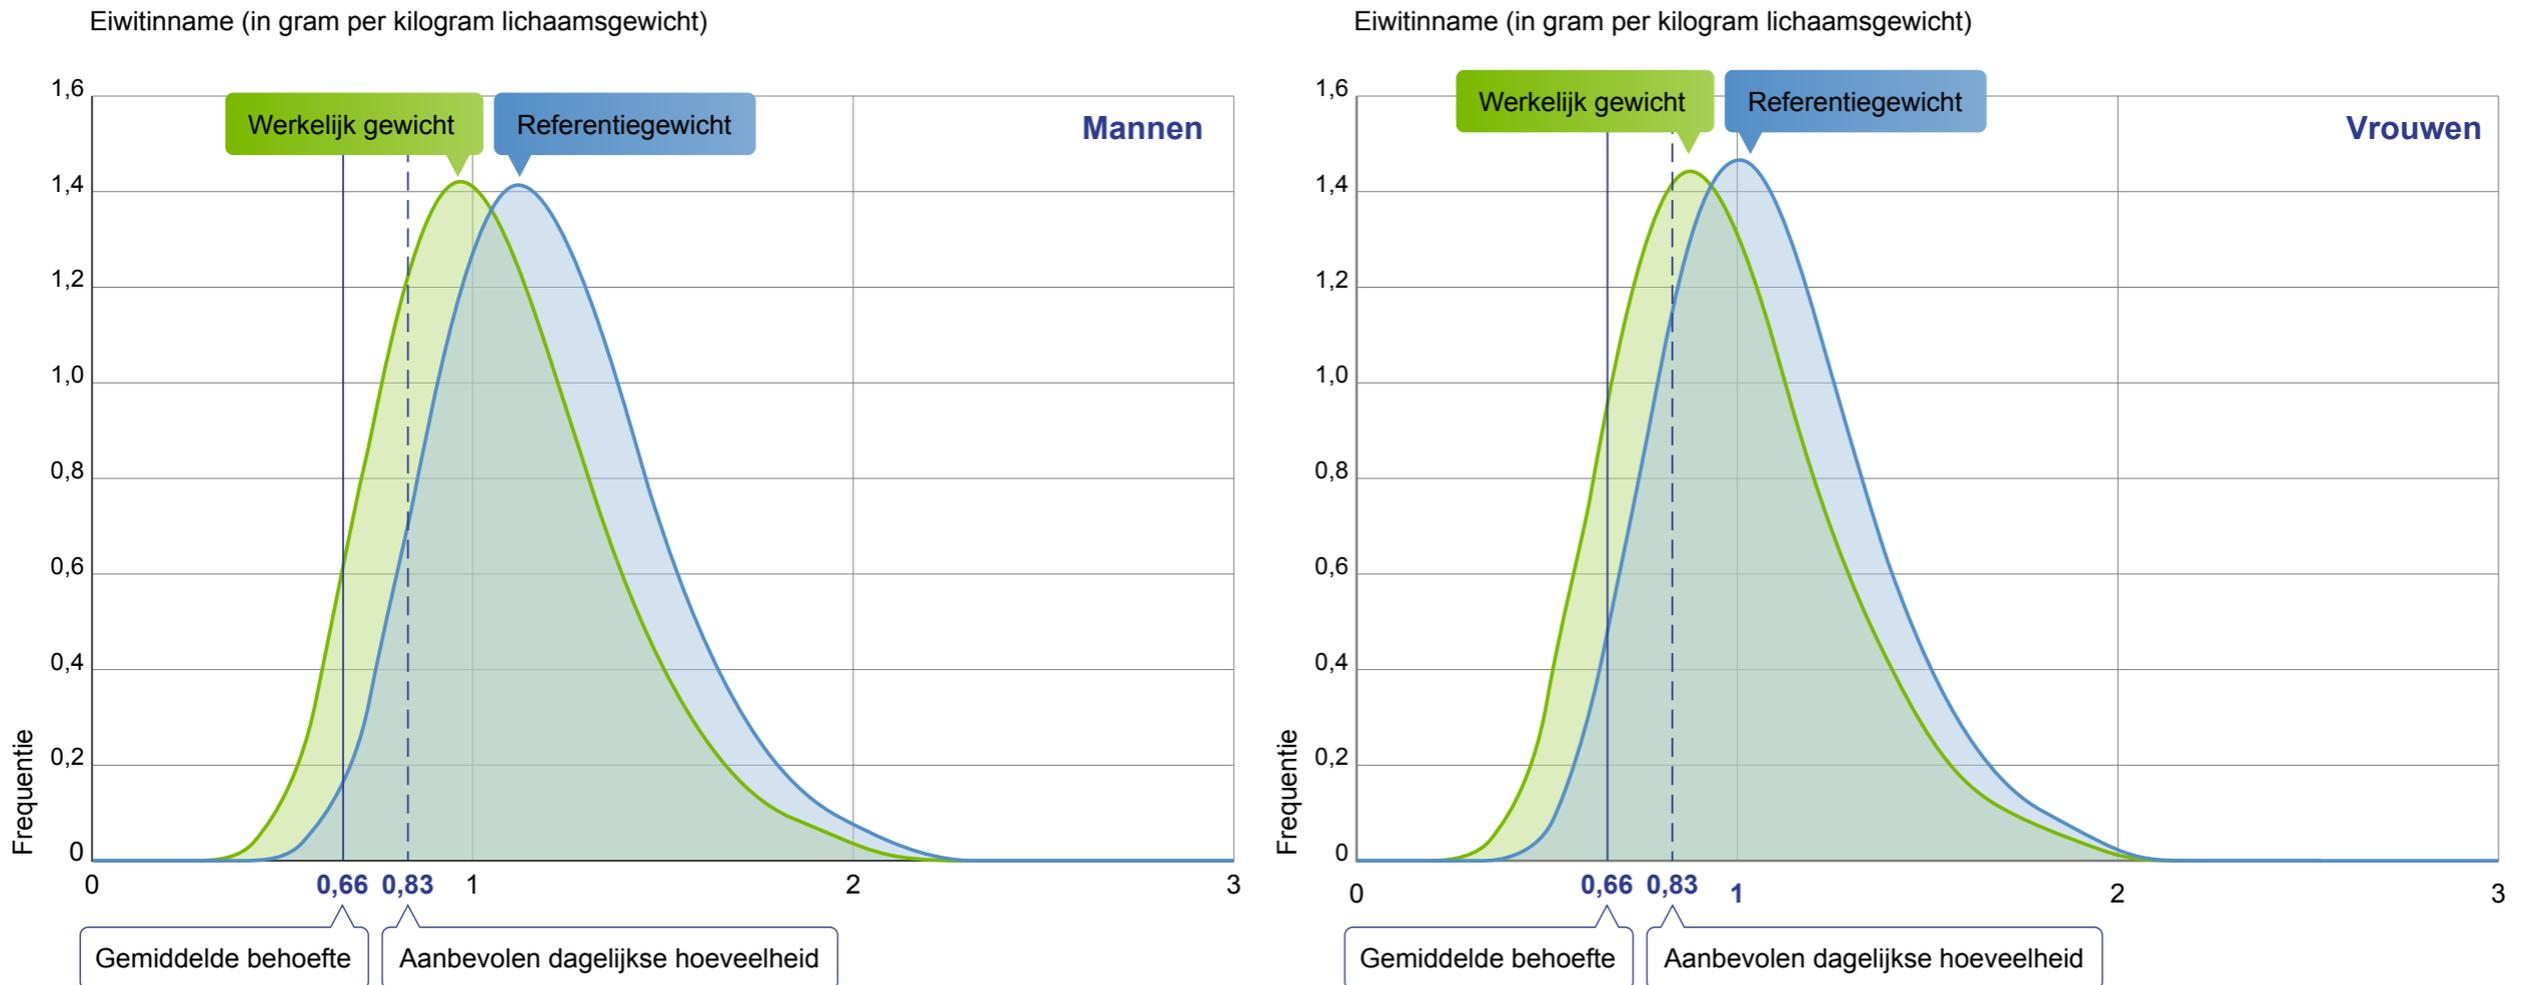 Eiwitinname (in gram per kilogram lichaamsgewicht)
1,6
1,4
1,2
1,0
0,8
0,6
0,4
0,2
0
Frequentie
Werkelijk gewicht
Referentiegewicht
Mannen
0
0,66
0,83
1
2
3
Gemiddelde behoefte
Aanbevolen dagelijkse hoeveelheid
Eiwitinname (in gram per kilogram lichaamsgewicht)
1,6
1,4
1,2
1,0
0,8
0,6
0,4
0,2
0
Frequentie
Werkelijk gewicht
Referentiegewicht
Vrouwen
0
0,66
0,83
1
2
3
Gemiddelde behoefte
Aanbevolen dagelijkse hoeveelheid